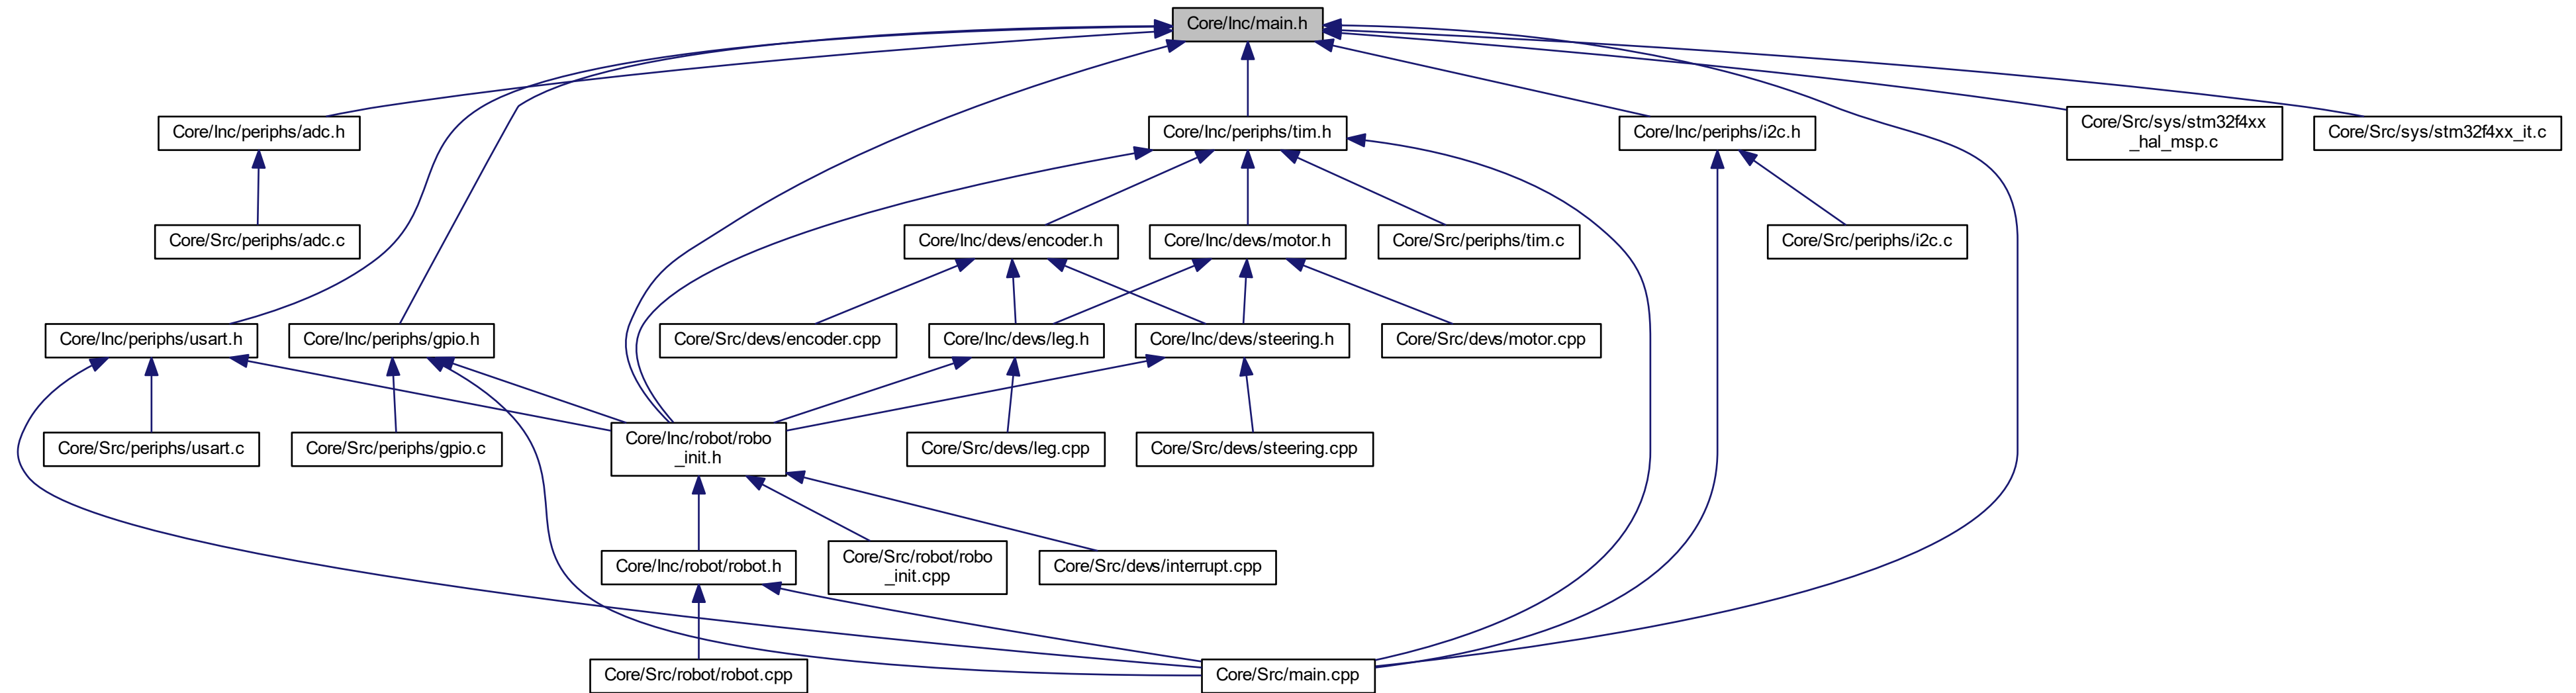 Core/Inc/main.h
Core/Inc/periphs/adc.h
Core/Inc/periphs/tim.h
Core/Inc/periphs/i2c.h
Core/Src/sys/stm32f4xx
_hal_msp.c
Core/Src/sys/stm32f4xx_it.c
Core/Src/periphs/adc.c
Core/Inc/devs/encoder.h
Core/Inc/devs/motor.h
Core/Src/periphs/tim.c
Core/Src/periphs/i2c.c
Core/Inc/periphs/usart.h
Core/Inc/periphs/gpio.h
Core/Src/devs/encoder.cpp
Core/Inc/devs/leg.h
Core/Inc/devs/steering.h
Core/Src/devs/motor.cpp
Core/Src/periphs/usart.c
Core/Src/periphs/gpio.c
Core/Inc/robot/robo
_init.h
Core/Src/devs/leg.cpp
Core/Src/devs/steering.cpp
Core/Inc/robot/robot.h
Core/Src/robot/robo
_init.cpp
Core/Src/devs/interrupt.cpp
Core/Src/robot/robot.cpp
Core/Src/main.cpp